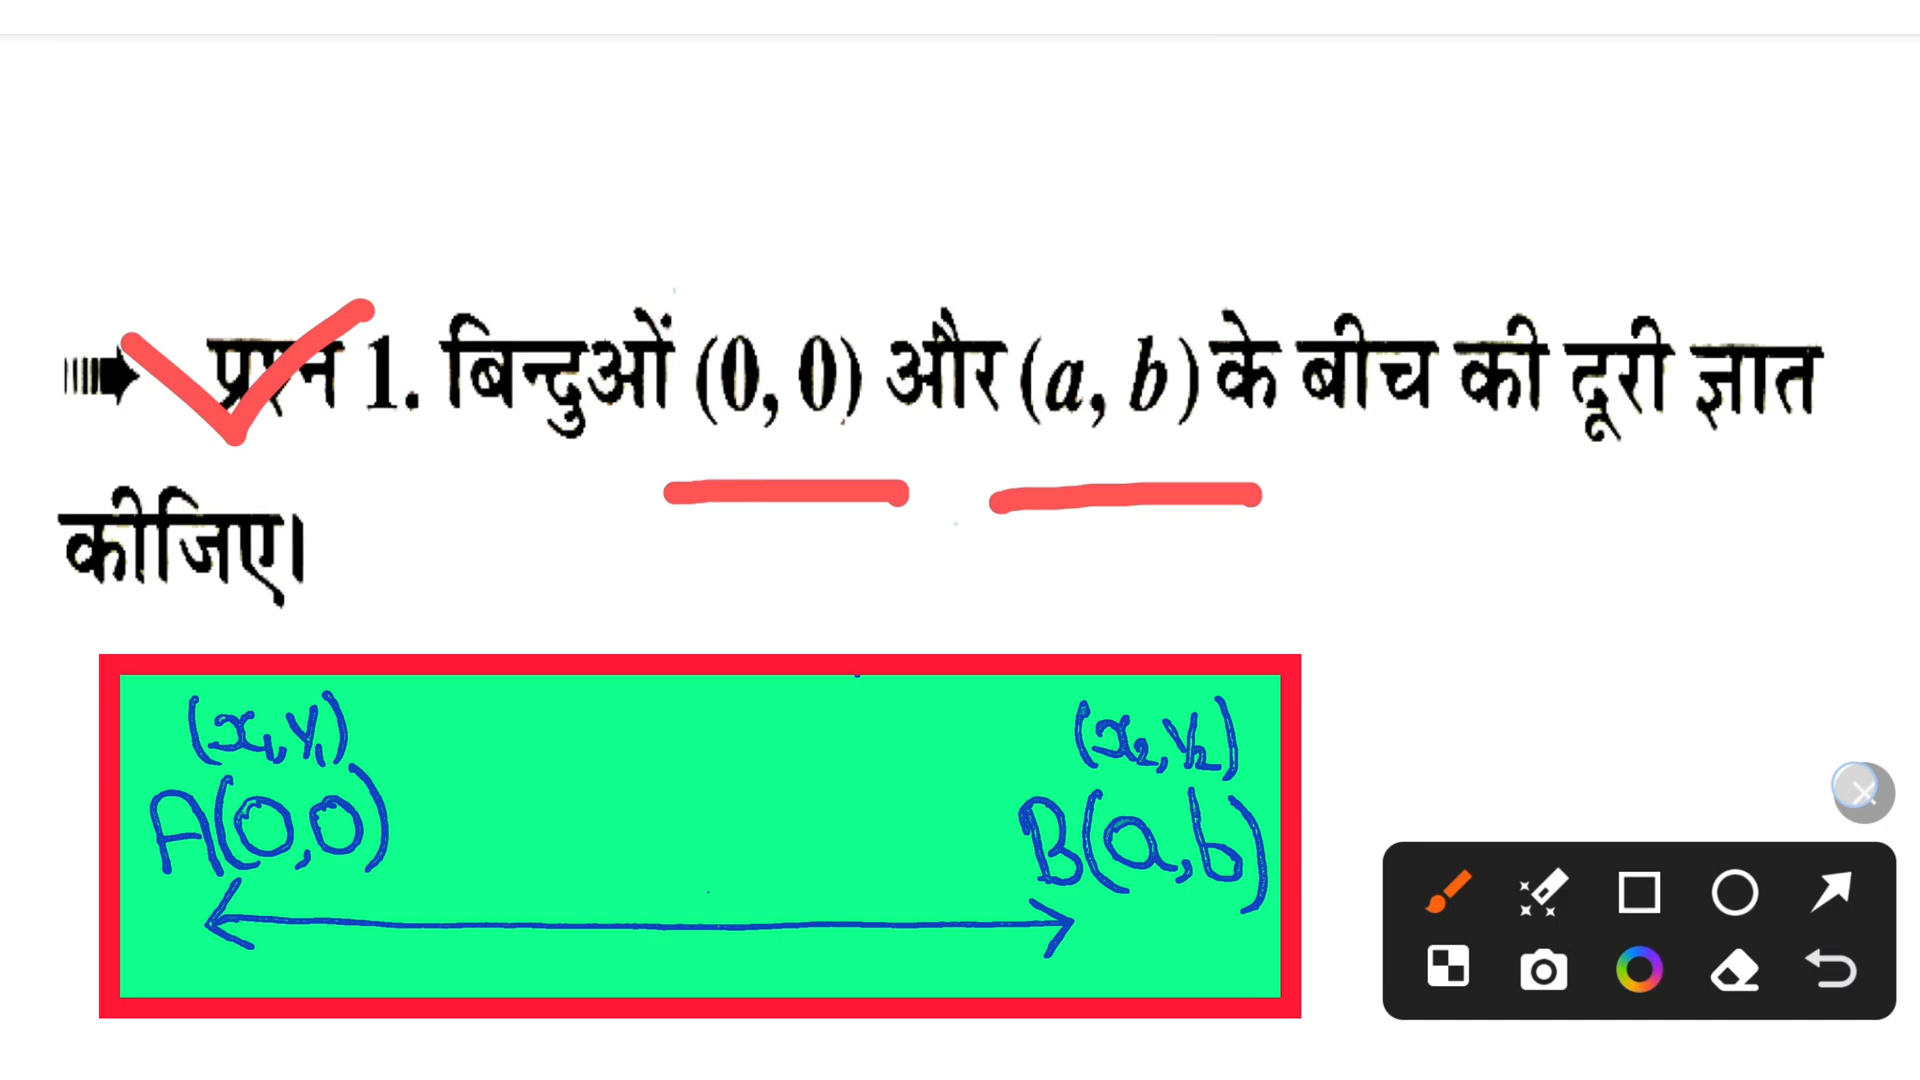 प्रश्न 1. बिन्दुओं (0, 0) और (a, b) के बीच की दूरी ज्ञात
कीजिए।
(x₁, y₁) (x₂, y₂)
A(0,0) B(a,b)